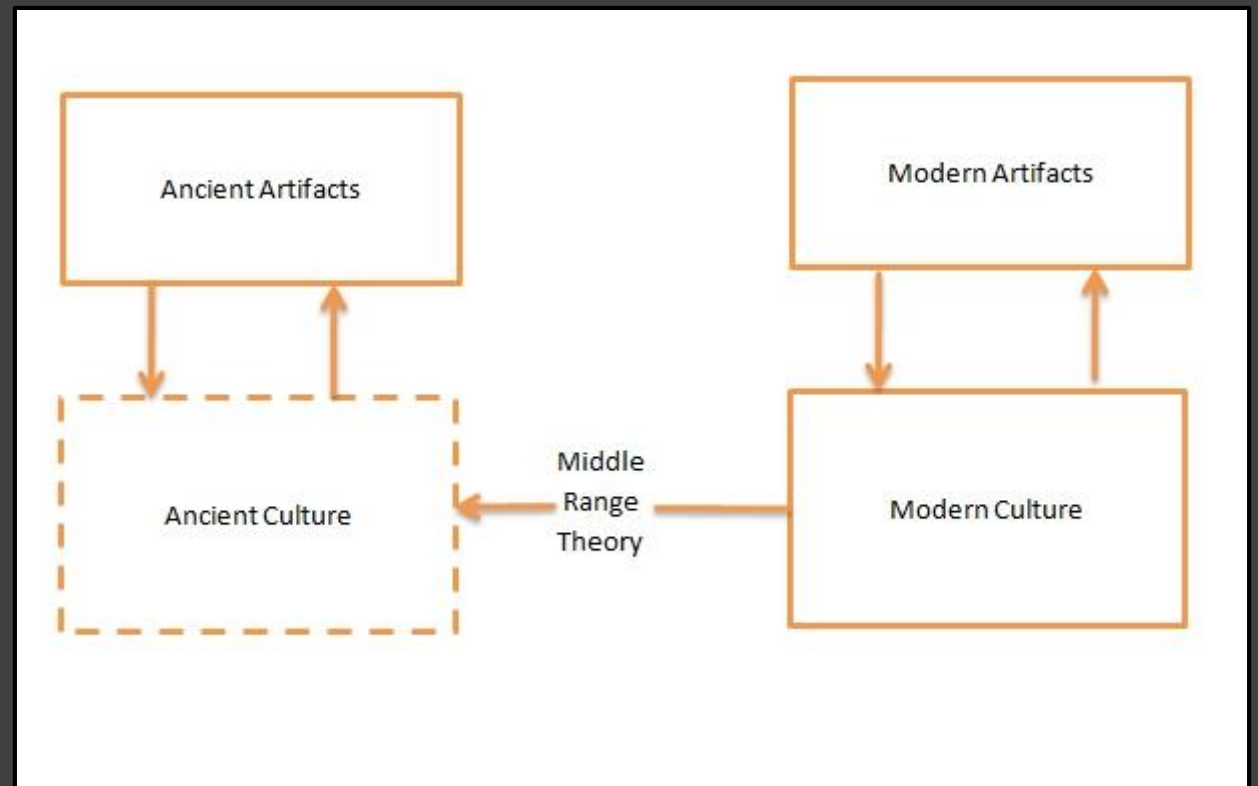 Ancient Artifacts
Modern Artifacts
Ancient Culture
Middle
Range
Theory
Modern Culture